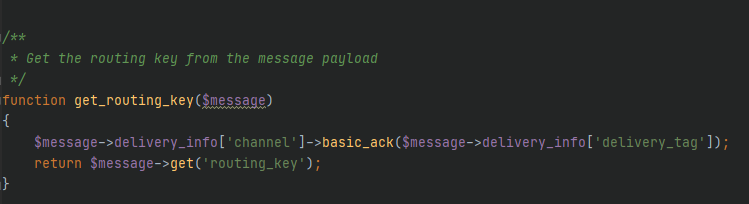 /**
 * Get the routing key from the message payload
 */
function get_routing_key($message)
{
    $message->delivery_info['channel']->basic_ack($message->delivery_info['delivery_tag']);
    return $message->get('routing_key');
}